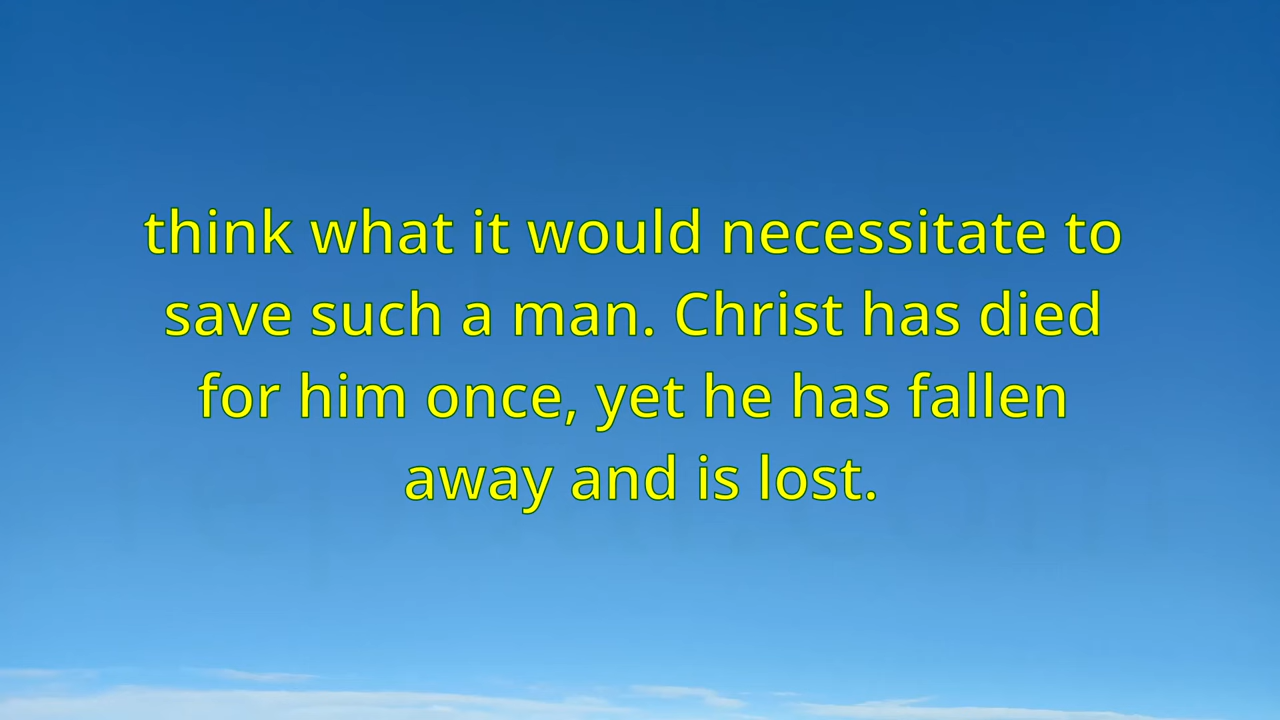 think what it would necessitate to
save such a man. Christ has died
for him once, yet he has fallen
away and is lost.